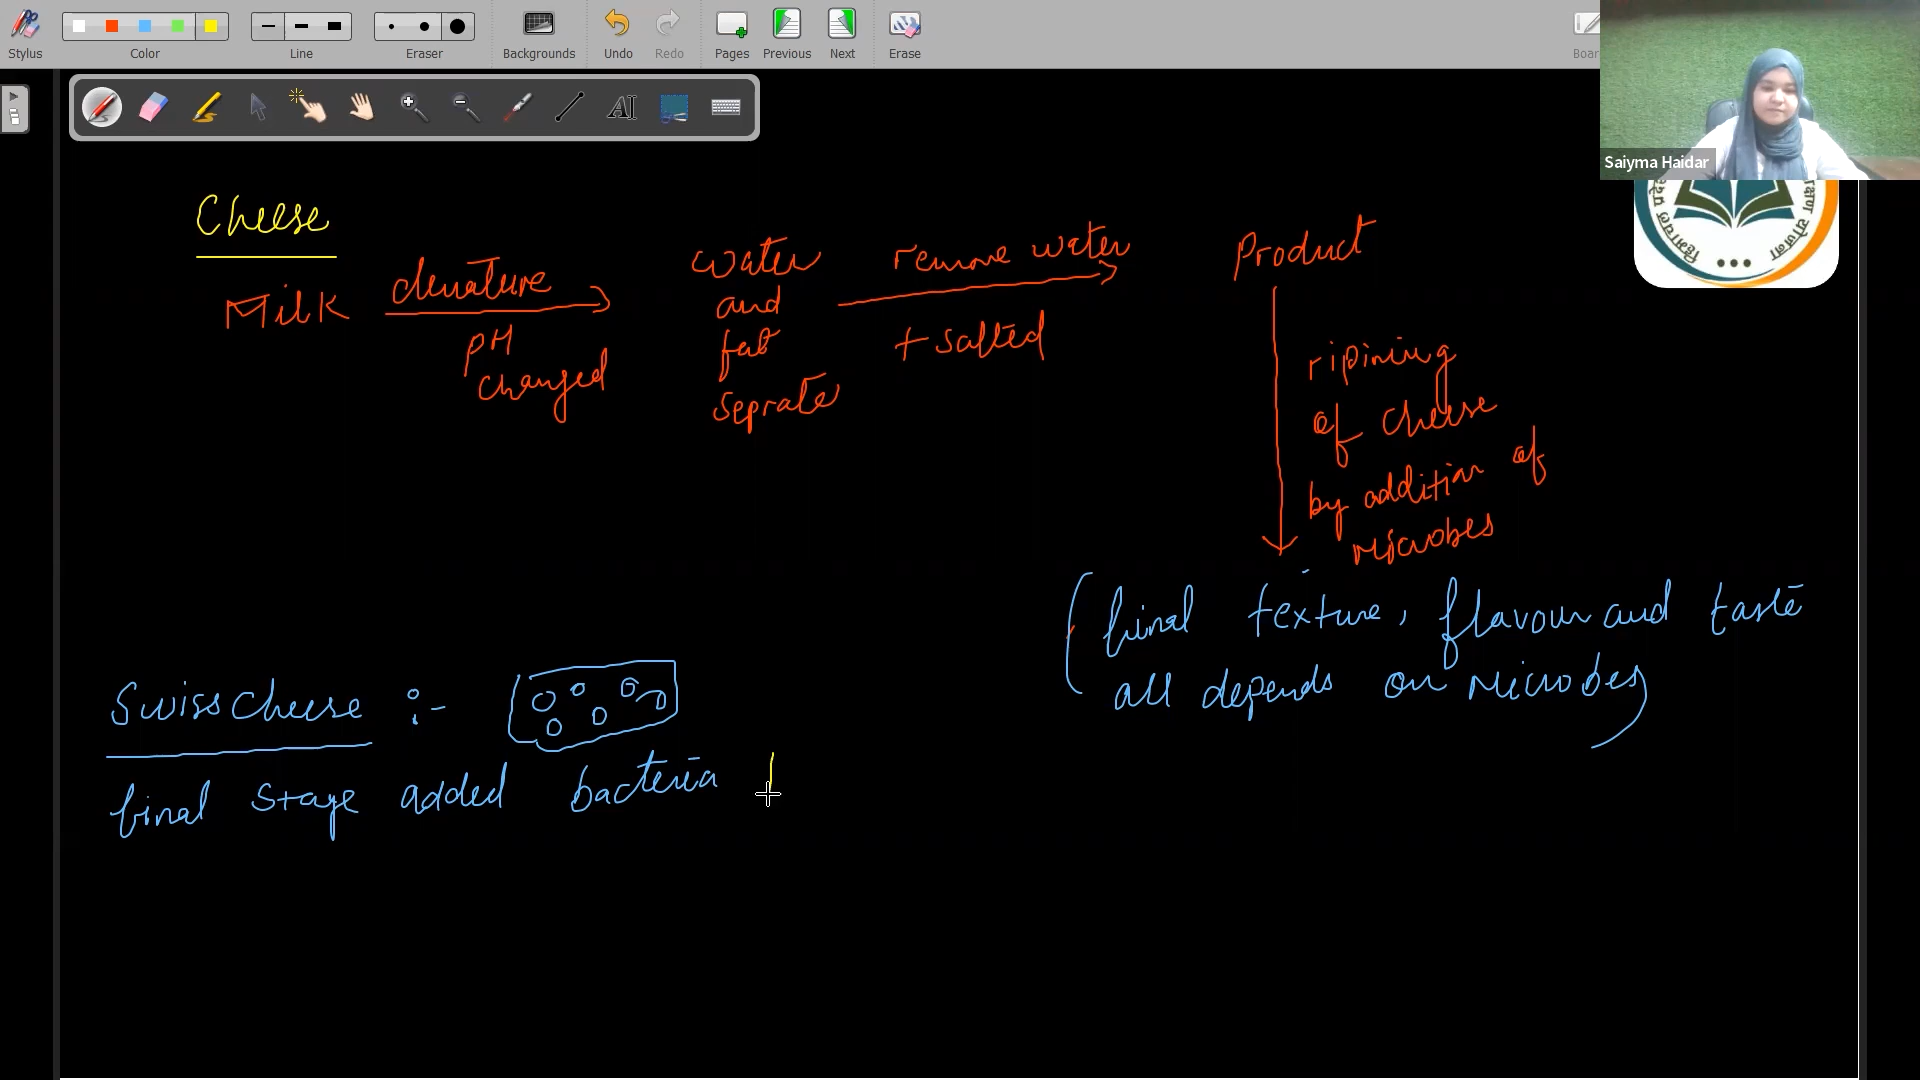 Stylus Color Line Eraser Backgrounds Undo Redo Pages Previous Next Erase Boar
Saiyma Haidar
Cheese
Milk denature water and fat seprate remove water Product
pH changed
+ salted
ripining
of cheese
by addition of
microbes
(final texture, flavour and taste
all depends on microbes)
Swiss cheese :-
final stage added bacteria